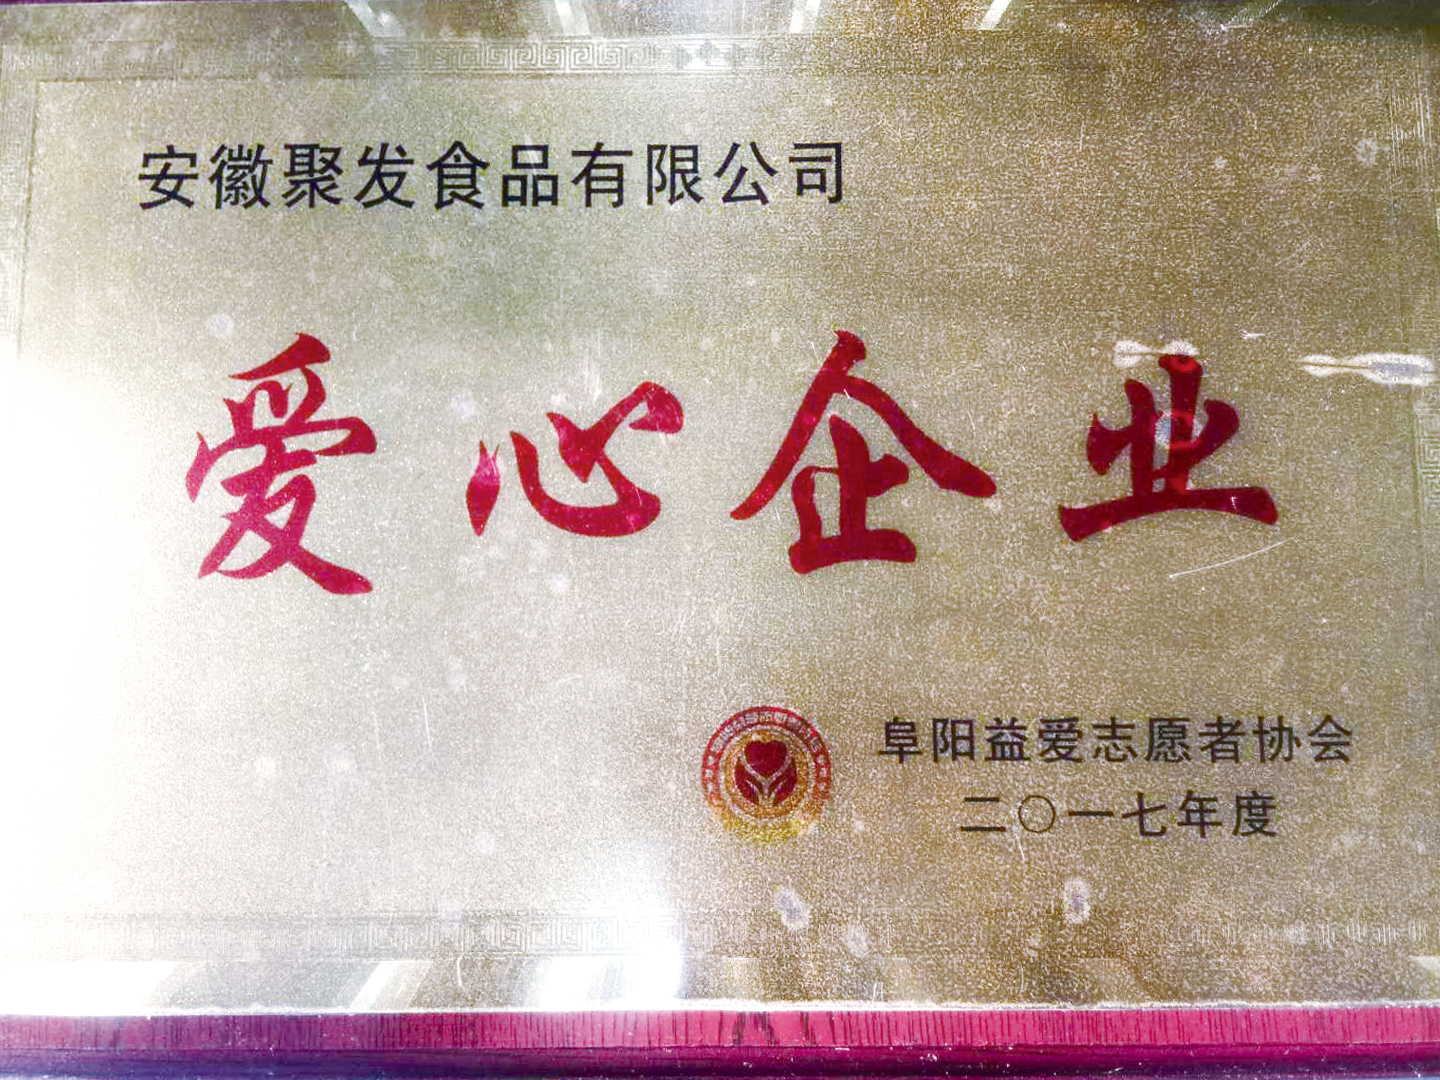 安徽聚发食品有限公司
爱心企业
阜阳益爱志愿者协会
二〇一七年度